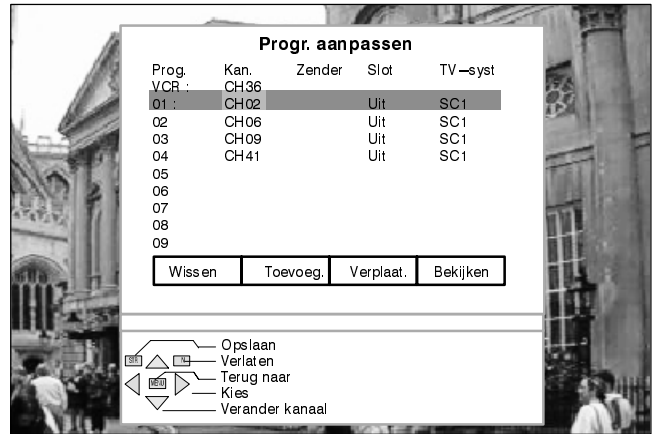 Progr. aanpassen
Prog. Kan. Zender Slot TV–syst
VCR : CH36
01 : CH02 Uit SC1
02 CH06 Uit SC1
03 CH09 Uit SC1
04 CH41 Uit SC1
05
06
07
08
09
Wissen Toevoeg. Verplaat. Bekijken
Opslaan
STR N Verlaten
MENU Terug naar
Kies
Verander kanaal